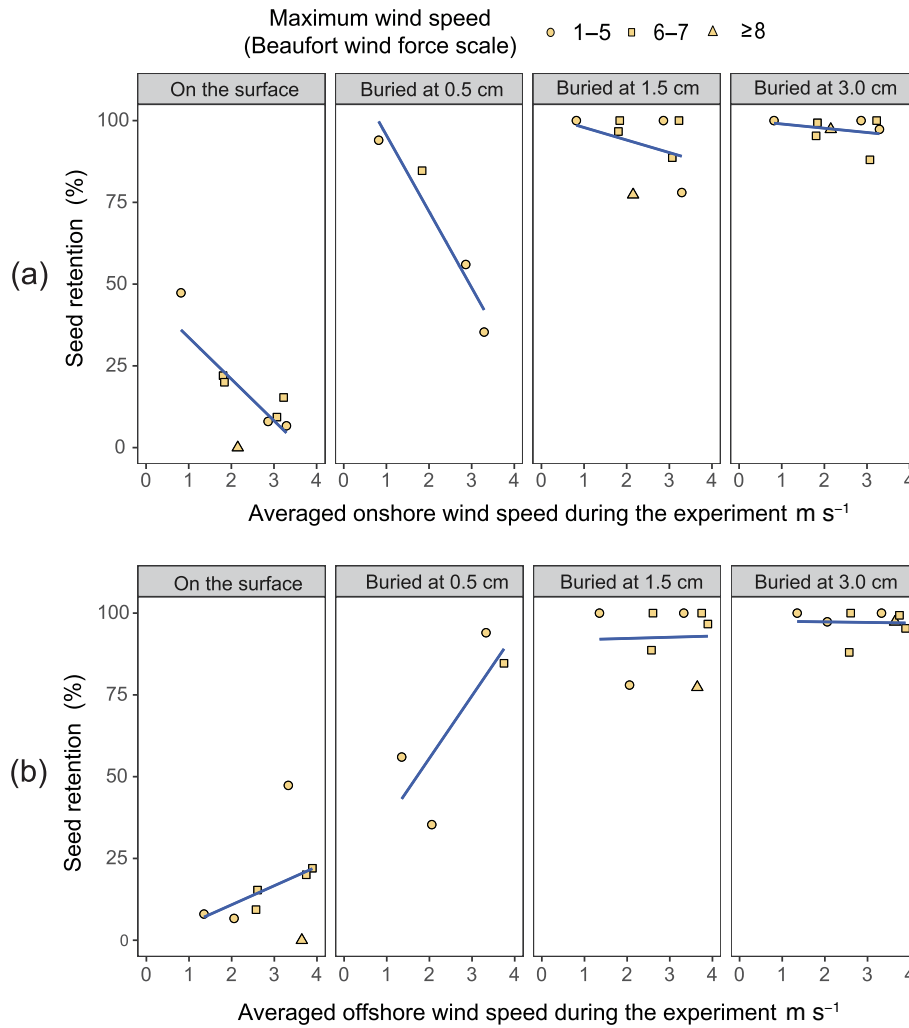 Maximum wind speed
(Beaufort wind force scale)
1–5 6–7 ≥8
(a)
Seed retention (%)
On the surface Buried at 0.5 cm Buried at 1.5 cm Buried at 3.0 cm
100
75
50
25
0
0 1 2 3 4 0 1 2 3 4 0 1 2 3 4 0 1 2 3 4
Averaged onshore wind speed during the experiment m s⁻¹
(b)
Seed retention (%)
On the surface Buried at 0.5 cm Buried at 1.5 cm Buried at 3.0 cm
100
75
50
25
0
0 1 2 3 4 0 1 2 3 4 0 1 2 3 4 0 1 2 3 4
Averaged offshore wind speed during the experiment m s⁻¹